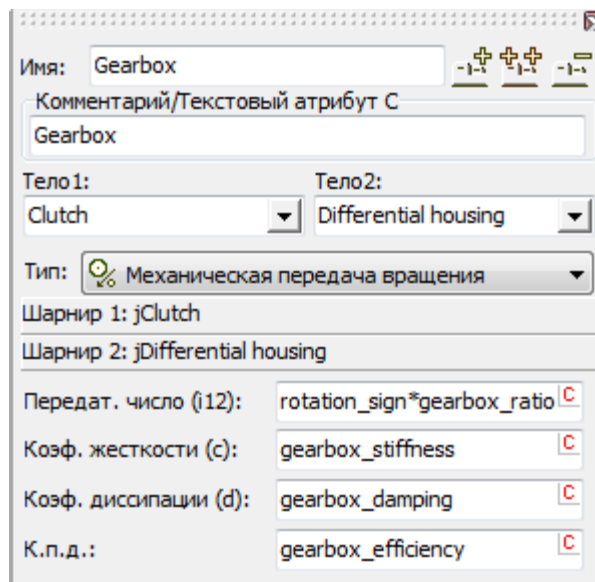 Имя: Gearbox
Комментарий/Текстовый атрибут C
Gearbox
Тело1: Тело2:
Clutch Differential housing
Тип: Механическая передача вращения
Шарнир 1: jClutch
Шарнир 2: jDifferential housing
Передат. число (i12): rotation_sign*gearbox_ratio C
Коэф. жесткости (c): gearbox_stiffness C
Коэф. диссипации (d): gearbox_damping C
К.п.д.: gearbox_efficiency C